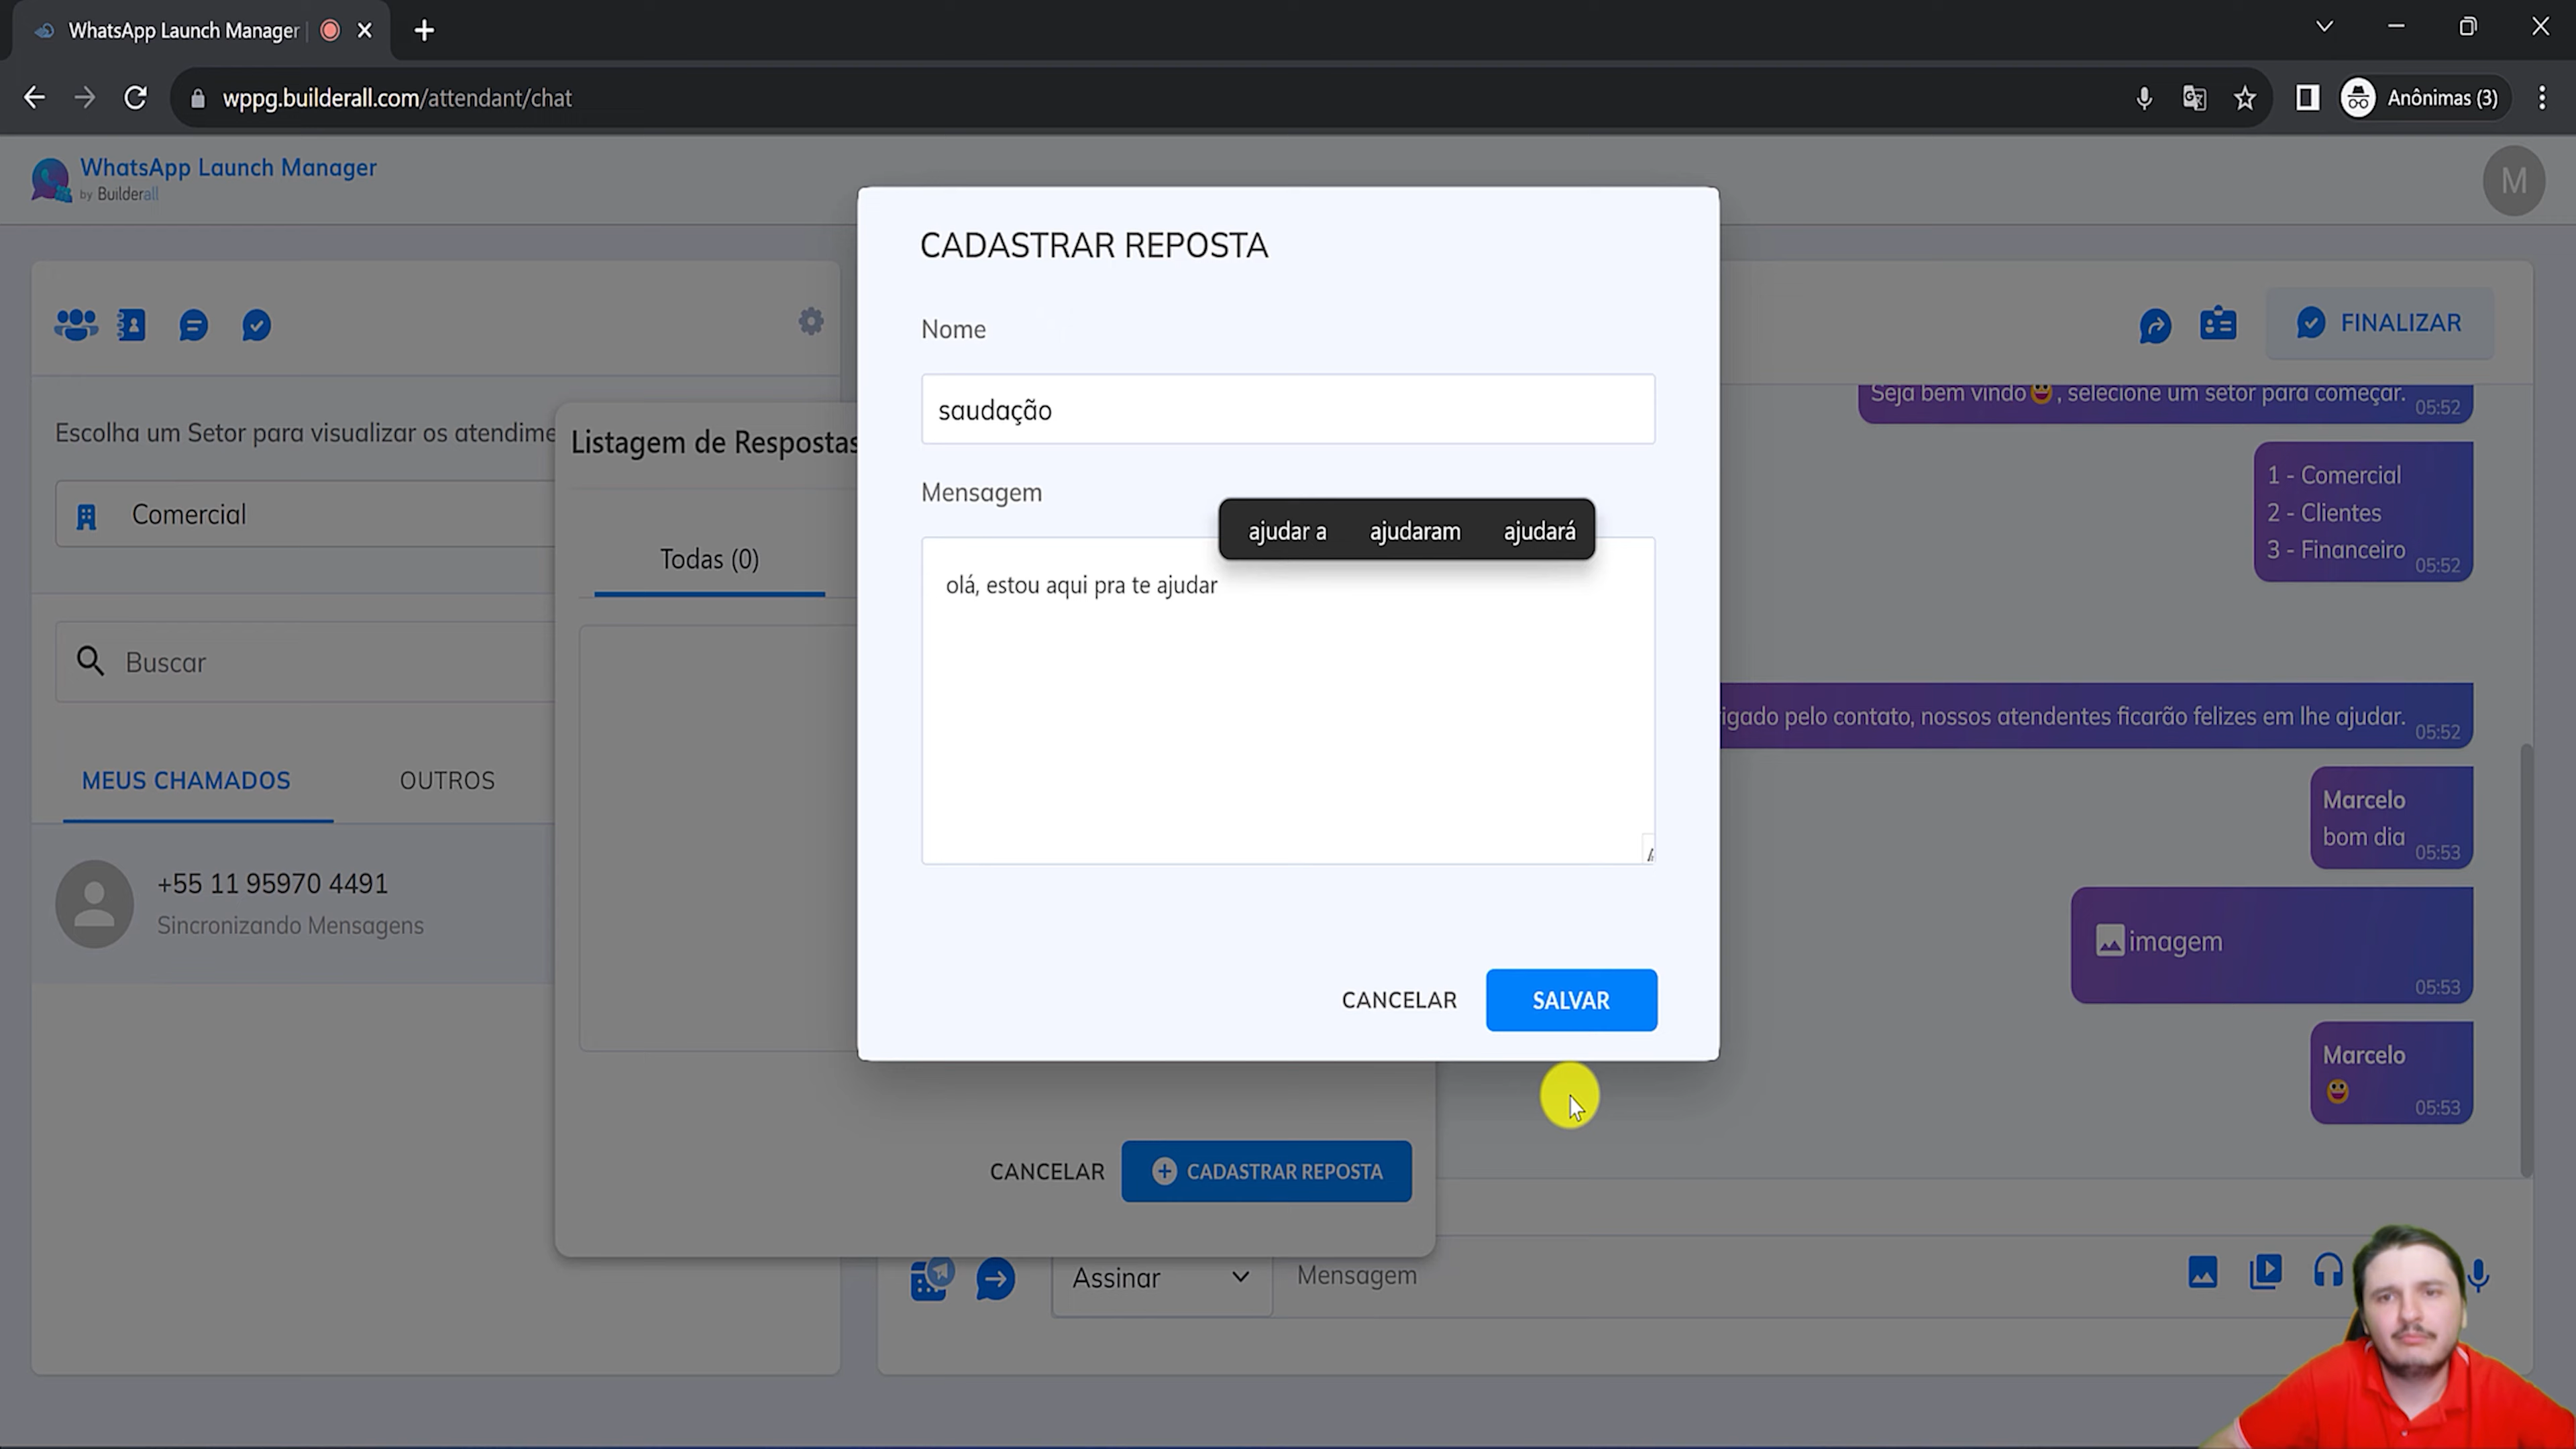 WhatsApp Launch Manager
wppg.builderall.com/attendant/chat
Anônimas (3)
WhatsApp Launch Manager
by Builderall
M
CADASTRAR REPOSTA
Nome
saudação
Mensagem
ajudar a ajudaram ajudará
olá, estou aqui pra te ajudar
CANCELAR
SALVAR
Escolha um Setor para visualizar os
Comercial
Buscar
MEUS CHAMADOS
OUTROS
+55 11 95970 4491
Sincronizando Mensagens
Listagem de Respostas
Todas (0)
CANCELAR
CADASTRAR REPOSTA
FINALIZAR
Seja bem vindo😃, selecione um setor para começar.
05:52
1 - Comercial
2 - Clientes
3 - Financeiro
05:52
pelo contato, nossos atendentes ficarão felizes em lhe ajudar.
05:52
Marcelo
bom dia
05:53
imagem
05:53
Marcelo
😃
05:53
Assinar
Mensagem